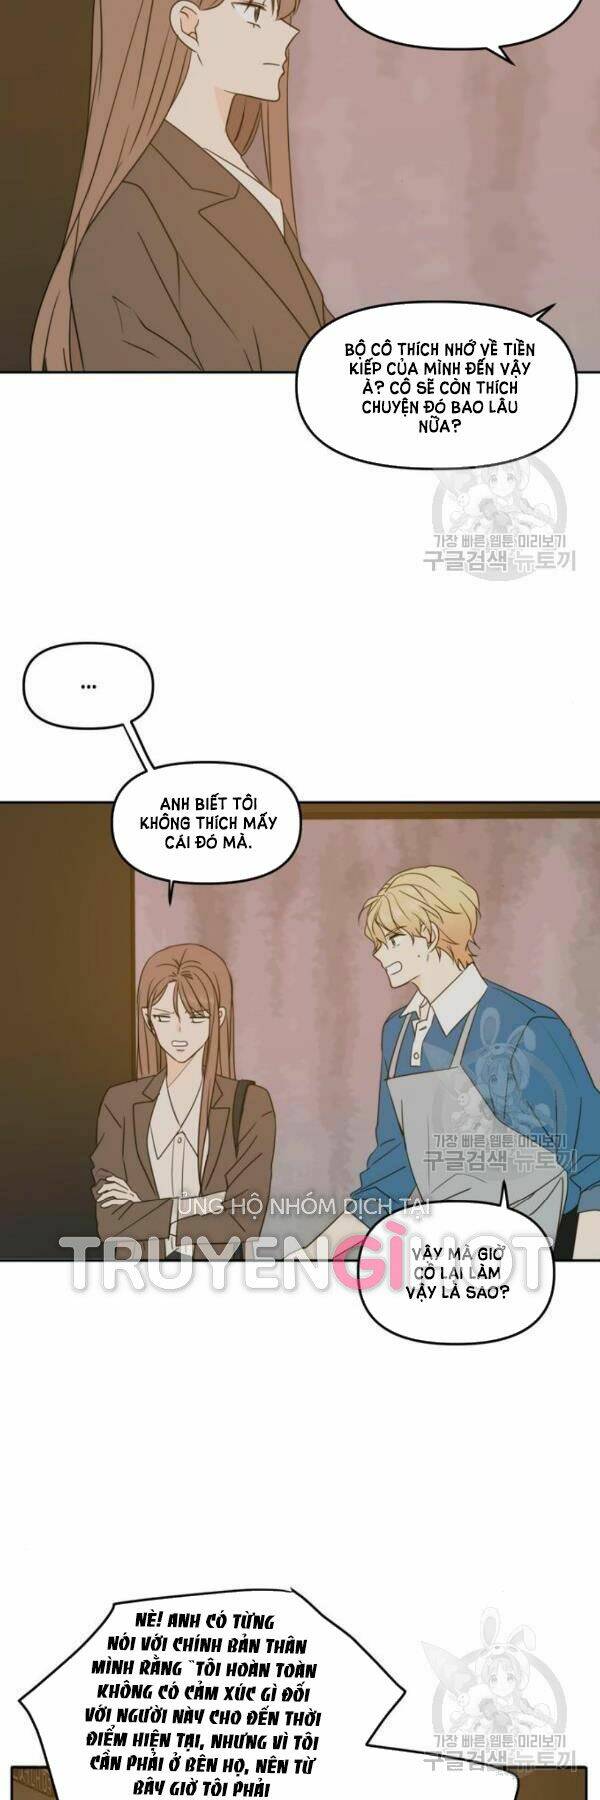 BỘ CÔ THÍCH NHỚ VỀ TIỀN
KIẾP CỦA MÌNH ĐẾN VẬY
À? CÔ SẼ CÒN THÍCH
CHUYỆN ĐÓ BAO LÂU
NỮA?
가장 빠른 웹툰 미리보기
구글검색 뉴토끼
...
ANH BIẾT TÔI
KHÔNG THÍCH MẤY
CÁI ĐÓ MÀ.
가장 빠른 웹툰 미리보기
구글검색 뉴토끼
ỦNG HỘ NHÓM DỊCH TẠI
TRUYENGIHOT
VẬY MÀ GIỜ
CÔ LẠI LÀM
VẬY LÀ SAO?
NÈ! ANH CÓ TỪNG
NÓI VỚI CHÍNH BẢN THÂN
MÌNH RẰNG "TÔI HOÀN TOÀN
KHÔNG CÓ CẢM XÚC GÌ ĐỐI
VỚI NGƯỜI NÀY CHO ĐẾN THỜI
ĐIỂM HIỆN TẠI, NHƯNG VÌ TÔI
CẦN PHẢI Ở BÊN HỌ, NÊN TỪ
BÂY GIỜ TÔI PHẢI
가장 빠른 웹툰 미리보기
구글검색 뉴토끼